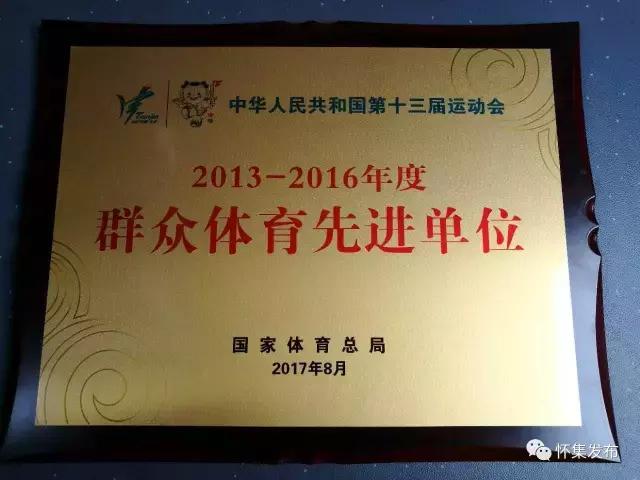 中华人民共和国第十三届运动会
2013-2016年度
群众体育先进单位
国家体育总局
2017年8月
怀集发布